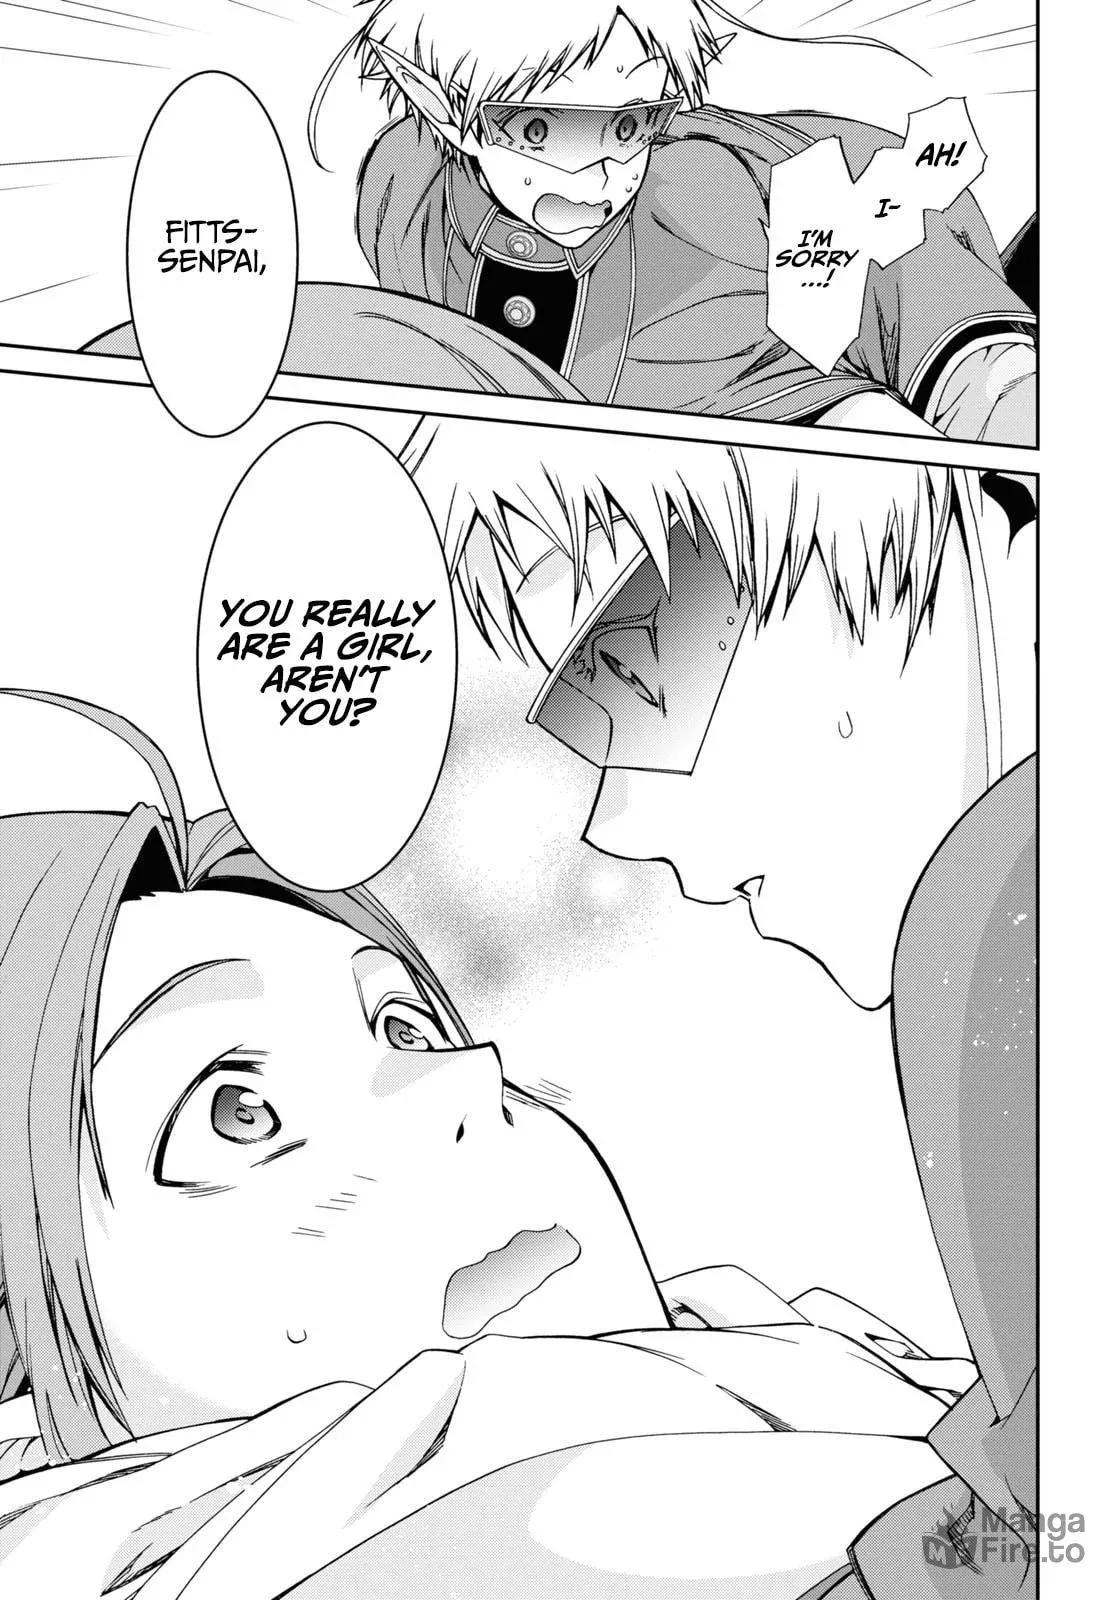 AH!
I-
I'M
SORRY
....!
FITTS-
SENPAI,
YOU REALLY
ARE A GIRL,
AREN'T
YOU?
Manga
Fire.to